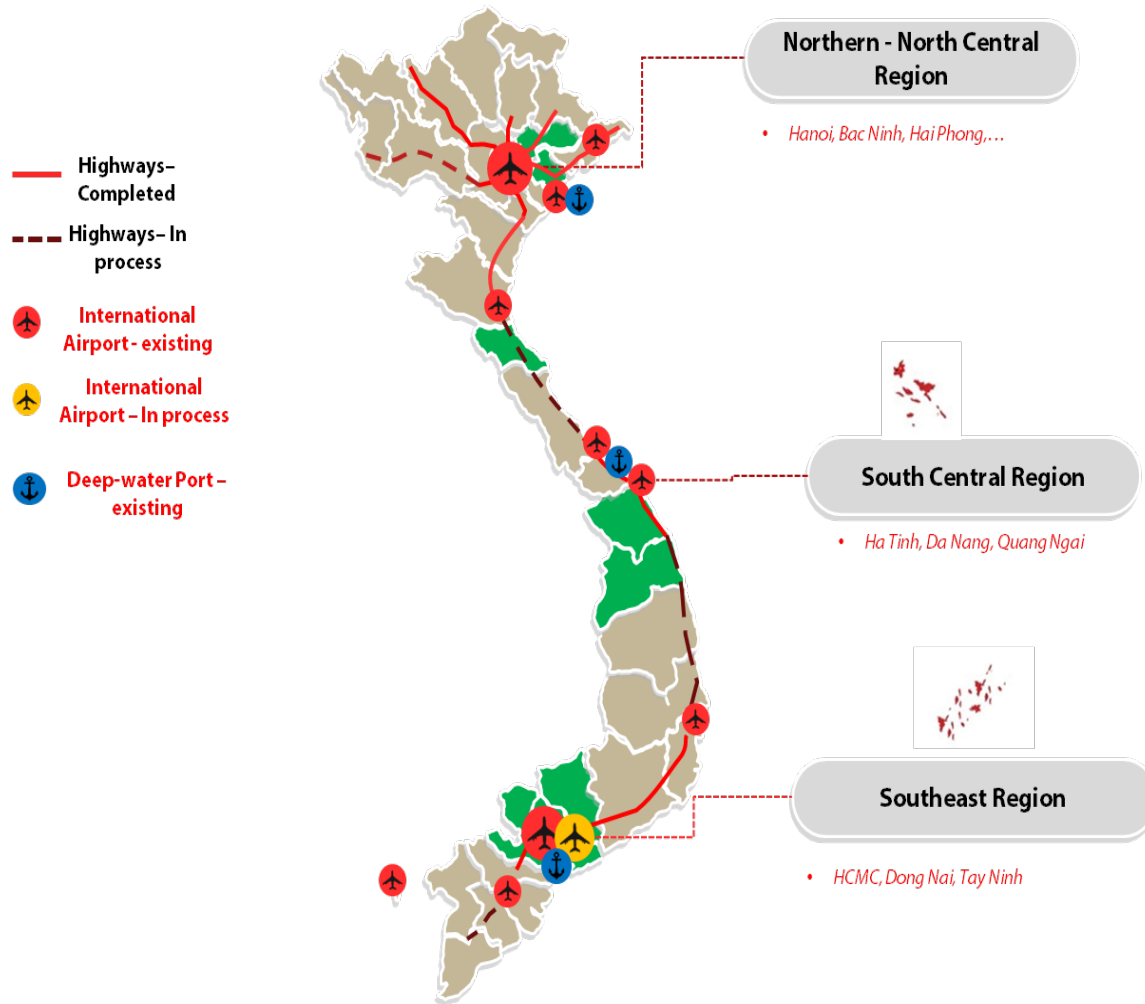 Northern - North Central
Region
• Hanoi, Bac Ninh, Hai Phong,…
Highways–
Completed
Highways– In
process
International
Airport - existing
International
Airport – In process
Deep-water Port –
existing
South Central Region
• Ha Tinh, Da Nang, Quang Ngai
Southeast Region
• HCMC, Dong Nai, Tay Ninh